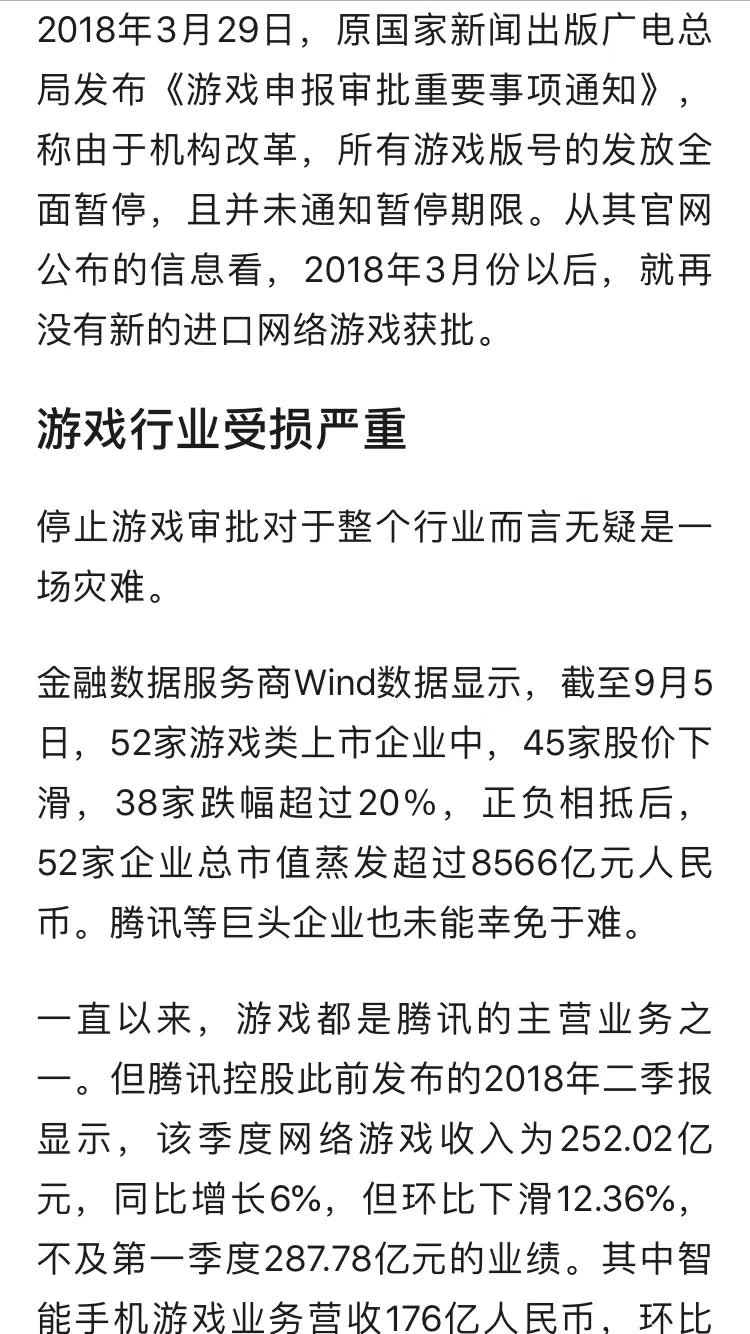 2018年3月29日，原国家新闻出版广电总
局发布《游戏申报审批重要事项通知》，
称由于机构改革，所有游戏版号的发放全
面暂停，且并未通知暂停期限。从其官网
公布的信息看，2018年3月份以后，就再
没有新的进口网络游戏获批。
游戏行业受损严重
停止游戏审批对于整个行业而言无疑是一
场灾难。
金融数据服务商Wind数据显示，截至9月5
日，52家游戏类上市企业中，45家股价下
滑，38家跌幅超过20%，正负相抵后，
52家企业总市值蒸发超过8566亿元人民
币。腾讯等巨头企业也未能幸免于难。
一直以来，游戏都是腾讯的主营业务之
一。但腾讯控股此前发布的2018年二季报
显示，该季度网络游戏收入为252.02亿
元，同比增长6%，但环比下滑12.36%，
不及第一季度287.78亿元的业绩。其中智
能手机游戏业务营收176亿人民币，环比